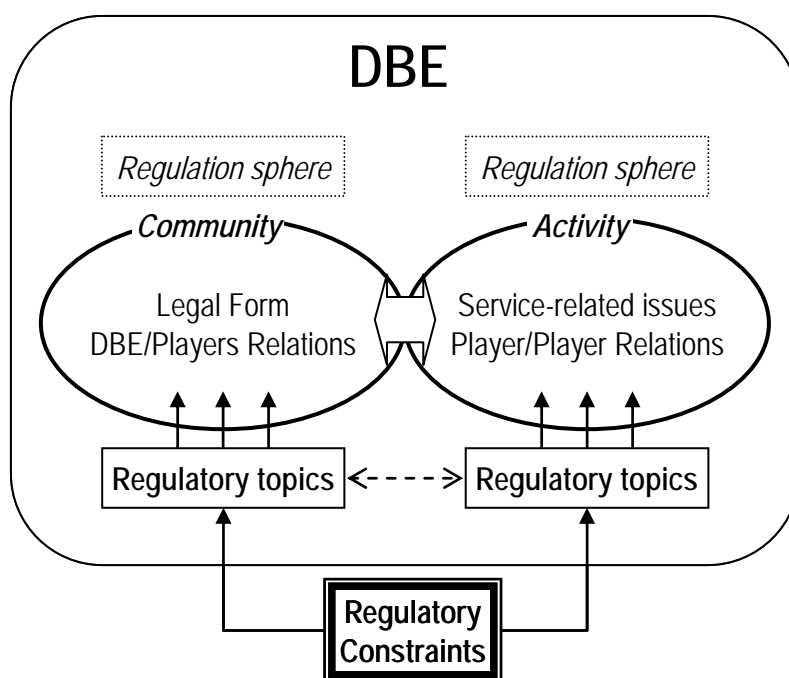 DBE
Regulation sphere
Regulation sphere
Community
Activity
Legal Form
DBE/Players Relations
Service-related issues
Player/Player Relations
Regulatory topics
Regulatory topics
Regulatory
Constraints